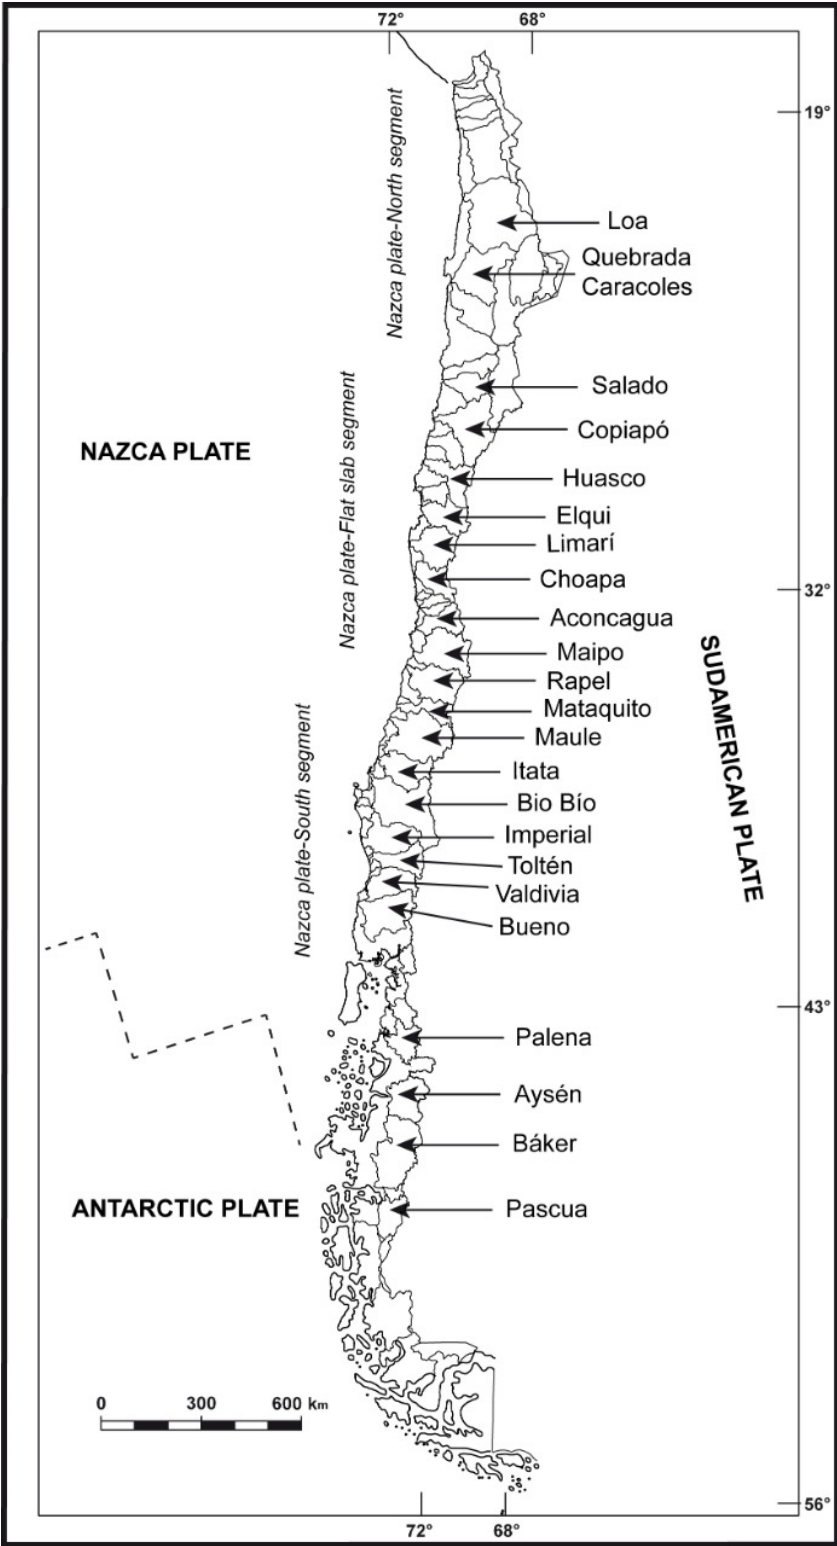 72°
68°
19°
Nazca plate-North segment
Loa
Quebrada
Caracoles
Nazca plate-Flat slab segment
Salado
NAZCA PLATE
Copiapó
Huasco
Elqui
Limarí
Choapa
32°
Aconcagua
SUDAMERICAN PLATE
Maipo
Rapel
Mataquito
Nazca plate-South segment
Maule
Itata
Bio Bío
Imperial
Toltén
Valdivia
Bueno
43°
Palena
Aysén
Báker
ANTARCTIC PLATE
Pascua
0 300 600 km
56°
72°
68°